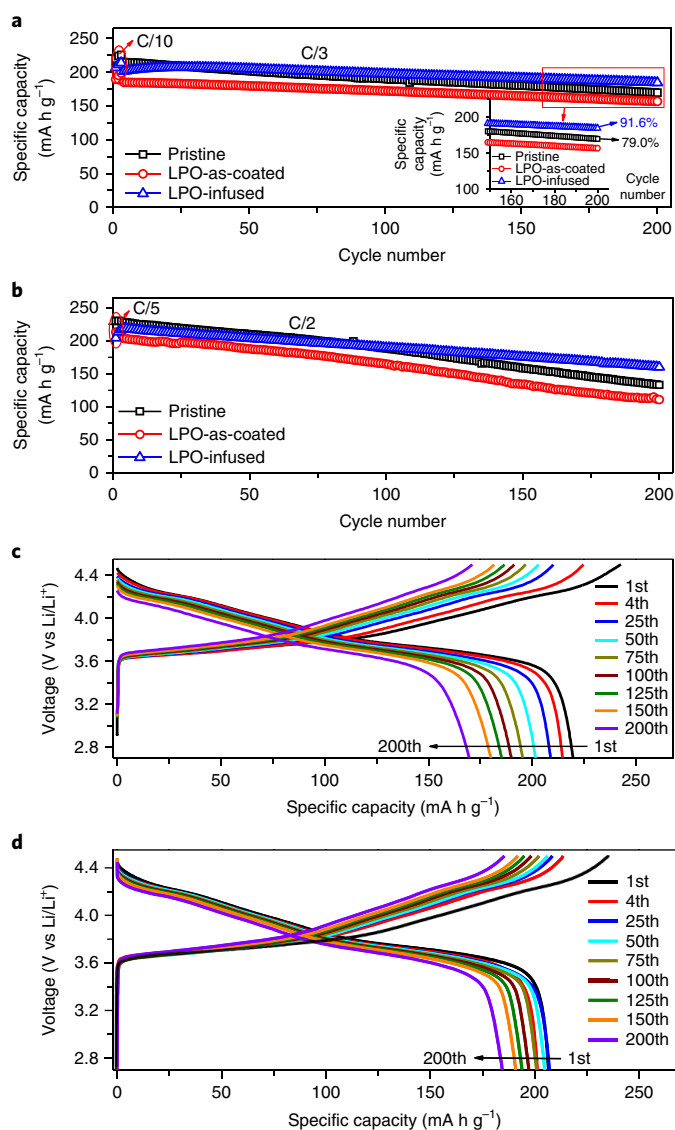 a
250
200
150
100
50
0
Specific capacity
(mA h g⁻¹)
C/10
C/3
Pristine
LPO-as-coated
LPO-infused
200
150
100
Specific
capacity
(mA h g⁻¹)
91.6%
79.0%
Pristine
LPO-as-coated
LPO-infused
160 180 200
Cycle
number
0 50 100 150 200
Cycle number
b
250
200
150
100
50
0
Specific capacity
(mA h g⁻¹)
C/5
C/2
Pristine
LPO-as-coated
LPO-infused
0 50 100 150 200
Cycle number
c
4.4
4.0
3.6
3.2
2.8
Voltage (V vs Li/Li⁺)
1st
4th
25th
50th
75th
100th
125th
150th
200th
200th 1st
0 50 100 150 200 250
Specific capacity (mA h g⁻¹)
d
4.4
4.0
3.6
3.2
2.8
Voltage (V vs Li/Li⁺)
1st
4th
25th
50th
75th
100th
125th
150th
200th
200th 1st
0 50 100 150 200 250
Specific capacity (mA h g⁻¹)